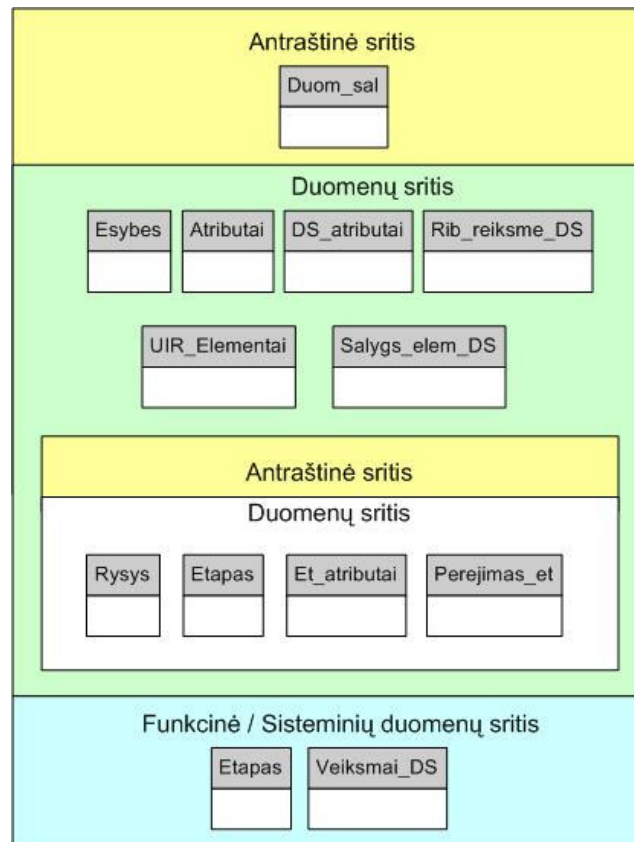 Antraštinė sritis
Duom_sal
Duomenų sritis
Esybes Atributai DS_atributai Rib_reiksme_DS
UIR_Elementai Salygs_elem_DS
Antraštinė sritis
Duomenų sritis
Rysys Etapas Et_atributai Perejimas_et
Funkcinė / Sisteminių duomenų sritis
Etapas Veiksmai_DS